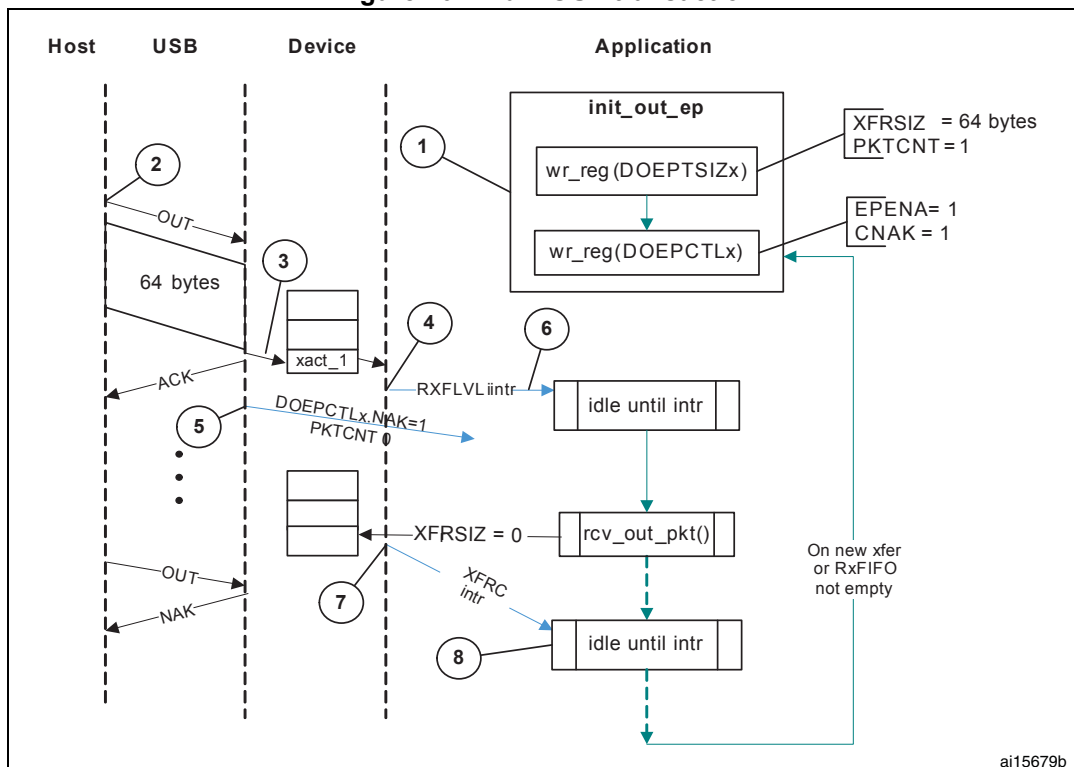 Host USB Device Application
init_out_ep
XFRSIZ = 64 bytes
PKTCNT = 1
1
wr_reg(DOEPTSIZx)
2
OUT
EPENA= 1
CNAK = 1
wr_reg(DOEPCTLx)
3
64 bytes
4
6
xact_1
ACK
RXFLVL iintr
idle until intr
DOEPCTLx.NAK=1
PKTCNT 0
5
XFRSIZ = 0
rcv_out_pkt()
On new xfer
or RxFIFO
not empty
OUT
XFRC
intr
7
NAK
idle until intr
8
ai15679b